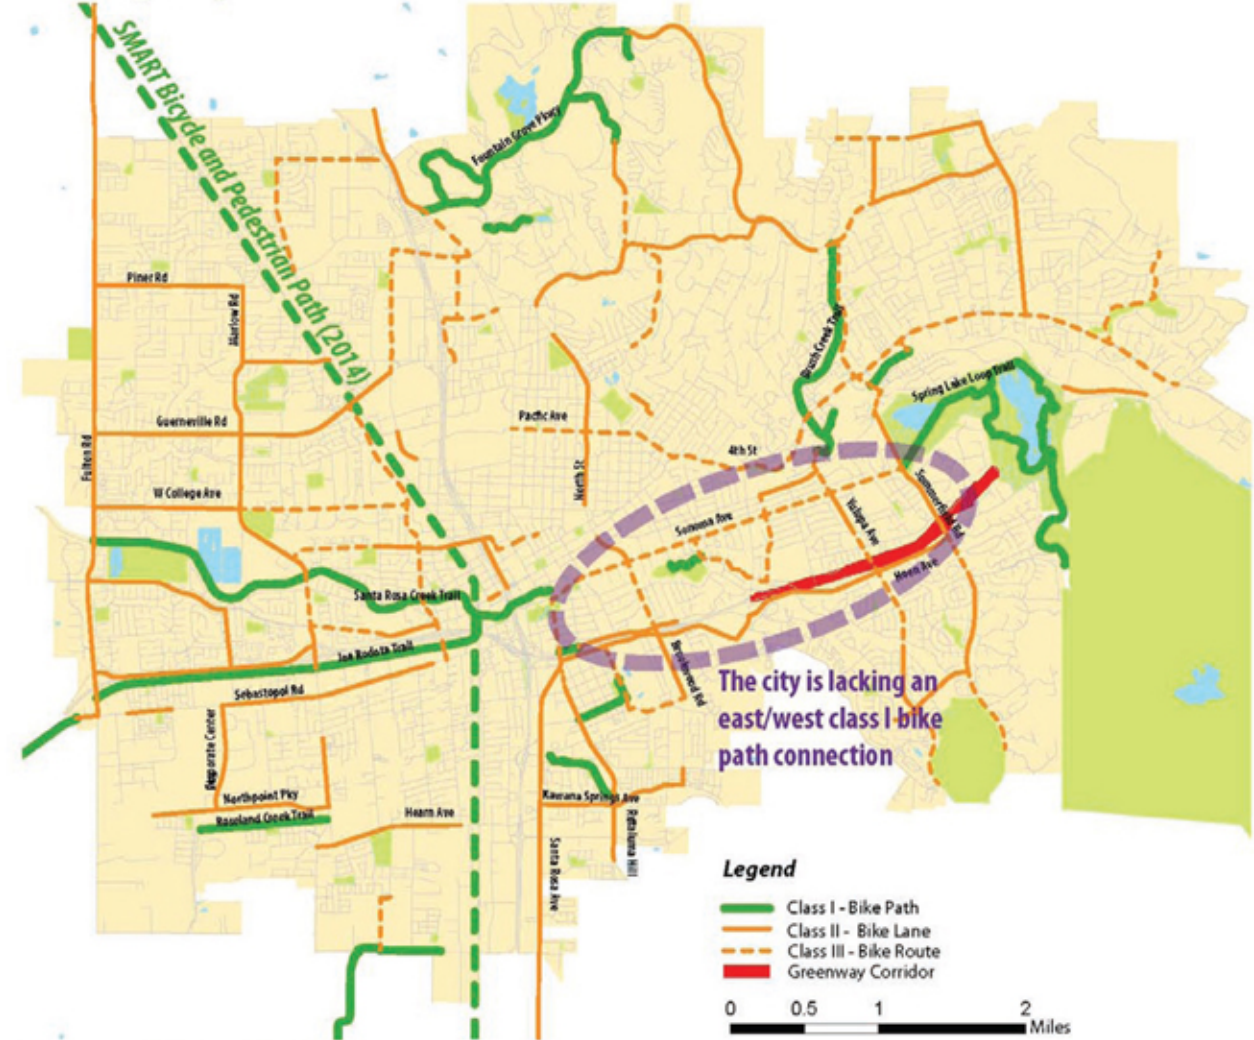 SMART Bicycle and Pedestrian Path (2014)
Fountain Grove Pkwy
Piner Rd
Marlow Rd
Brush Creek Trail
Spring Lake Loop Trail
Guerneville Rd
Pacific Ave
Fulton Rd
4th St
North St
W College Ave
Summerfield Rd
Yulupa Ave
Sonoma Ave
Hoen Ave
Santa Rosa Creek Trail
Joe Rodota Trail
Brookwood Rd
The city is lacking an
east/west class I bike
path connection
Sebastopol Rd
Corporate Center
Northpoint Pky
Roseland Creek Trail
Hearn Ave
Kawana Springs Ave
Petaluma Hill
Santa Rosa Ave
Legend
Class I - Bike Path
Class II - Bike Lane
Class III - Bike Route
Greenway Corridor
0 0.5 1 2
Miles